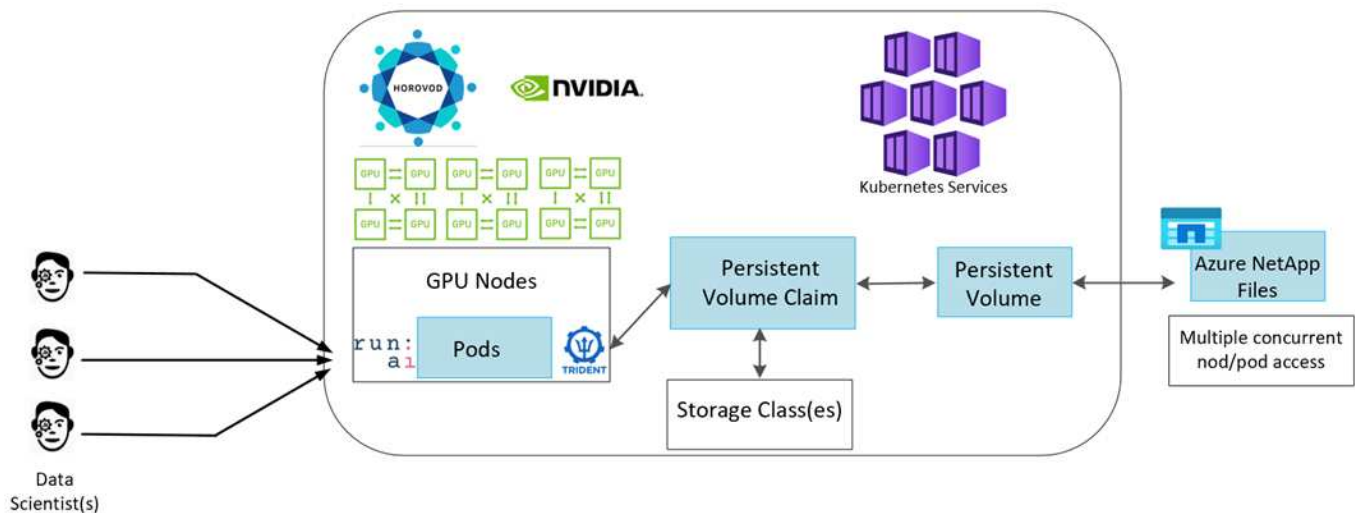 HOROVOD
NVIDIA.
Kubernetes Services
GPU GPU GPU GPU GPU GPU
GPU GPU GPU GPU GPU GPU
GPU Nodes
run:
ai
Pods
TRIDENT
Persistent
Volume Claim
Storage Class(es)
Persistent
Volume
Azure NetApp
Files
Multiple concurrent
nod/pod access
Data
Scientist(s)